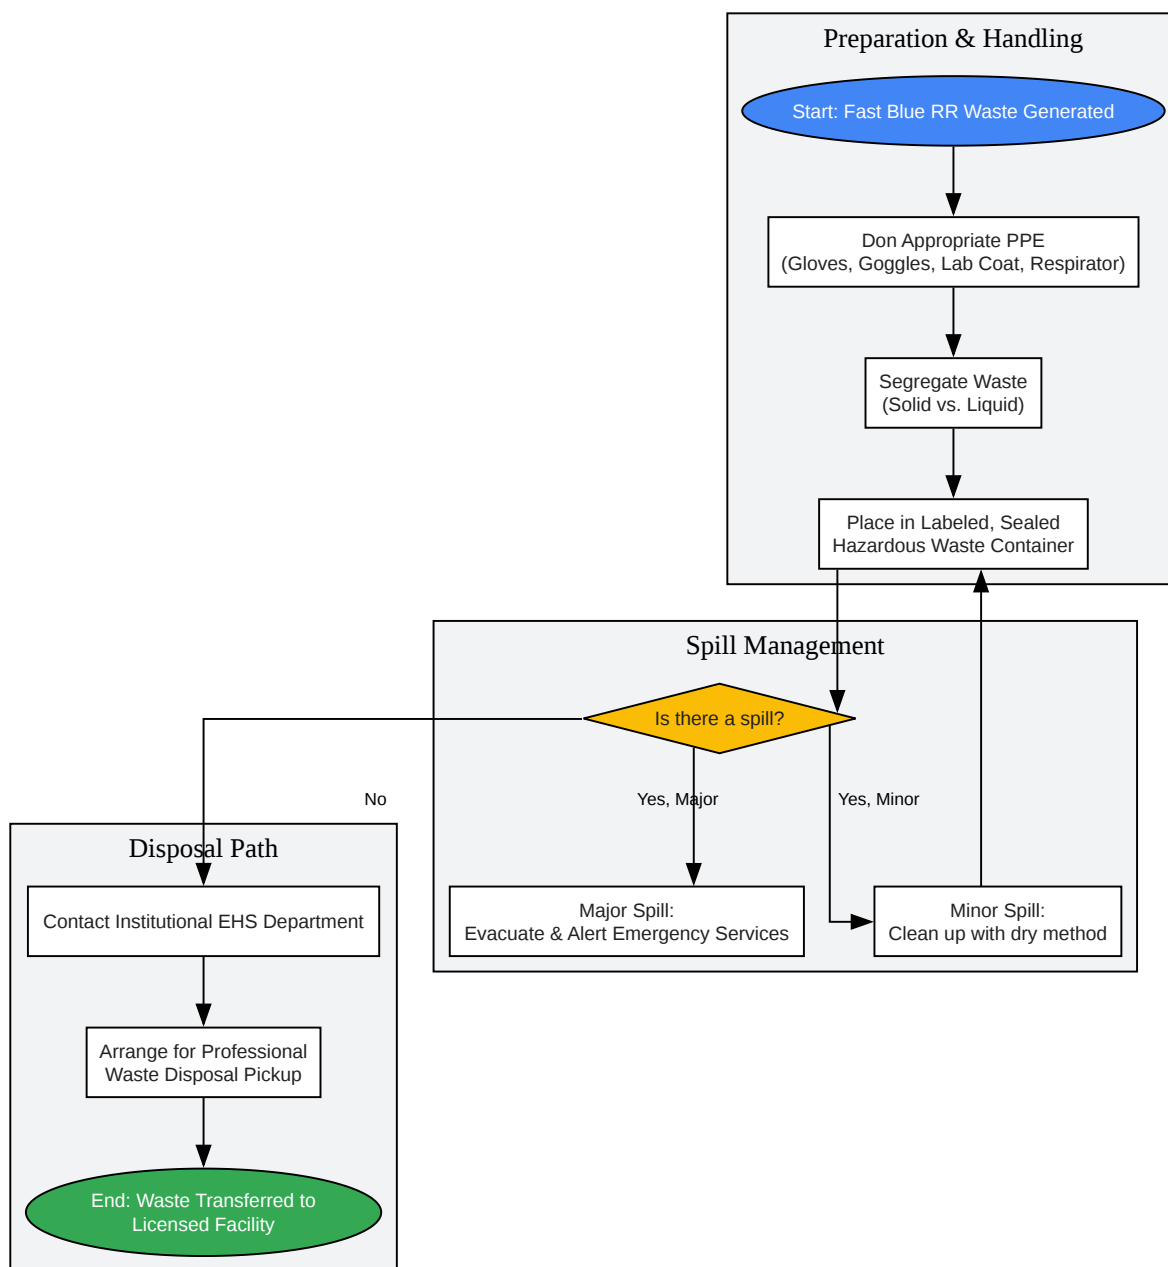 Preparation & Handling
Start: Fast Blue RR Waste Generated
Don Appropriate PPE
(Gloves, Goggles, Lab Coat, Respirator)
Segregate Waste
(Solid vs. Liquid)
Place in Labeled, Sealed
Hazardous Waste Container
Spill Management
Is there a spill?
No
Yes, Major
Yes, Minor
Disposal Path
Contact Institutional EHS Department
Major Spill:
Evacuate & Alert Emergency Services
Minor Spill:
Clean up with dry method
Arrange for Professional
Waste Disposal Pickup
End: Waste Transferred to
Licensed Facility